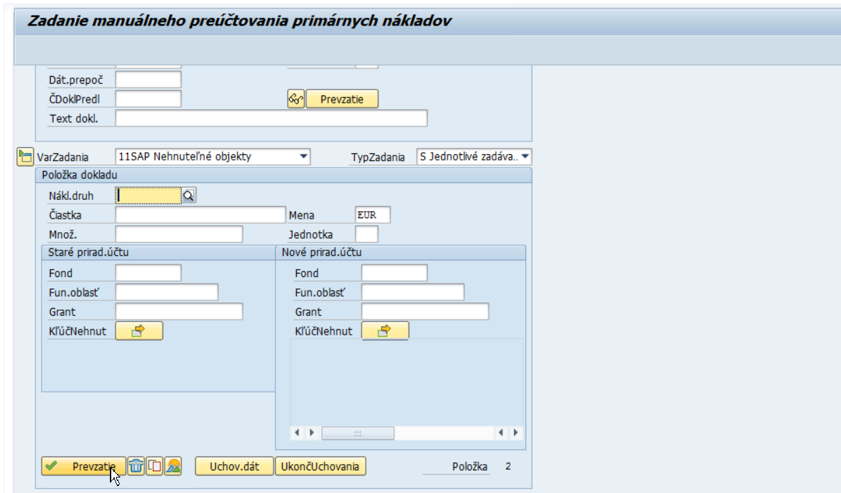 Zadanie manuálneho preúčtovania primárnych nákladov
Dát.prepoč
ČDoklPredl Prevzatie
Text dokl.
VarZadania 11SAP Nehnuteľné objekty TypZadania S Jednotlivé zadáva..
Položka dokladu
Nákl.druh
Čiastka Mena EUR
Množ. Jednotka
Staré prirad.účtu Nové prirad.účtu
Fond Fond
Fun.oblasť Fun.oblasť
Grant Grant
KľúčNehnut KľúčNehnut
Prevzatie Uchov.dát UkončUchovania Položka 2